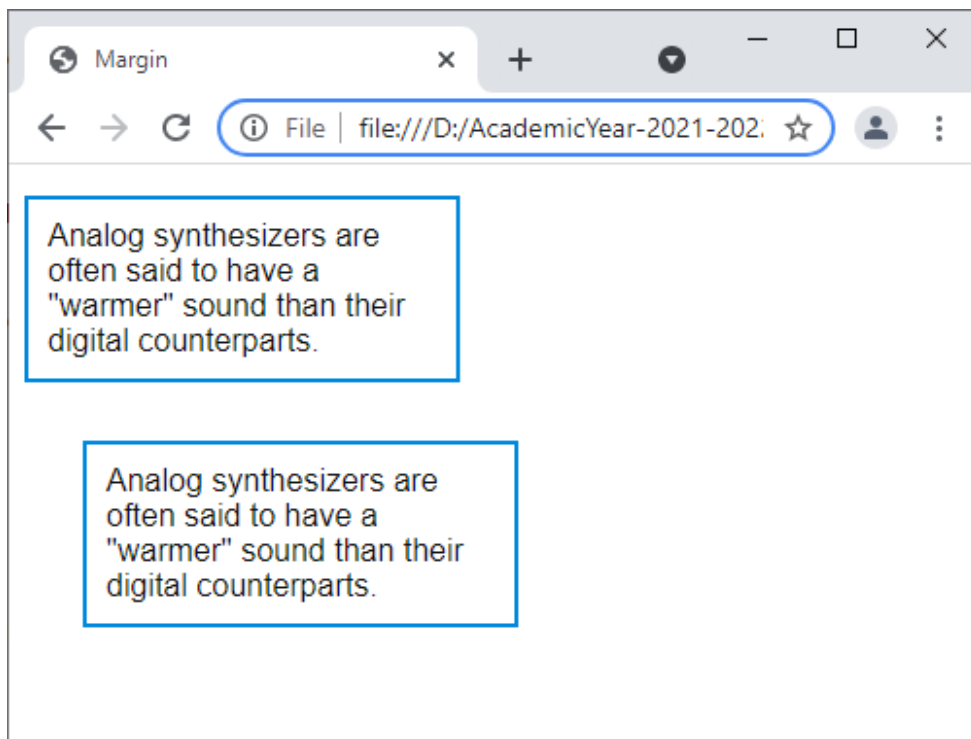 Margin
File file:///D:/AcademicYear-2021-202
Analog synthesizers are
often said to have a
"warmer" sound than their
digital counterparts.
Analog synthesizers are
often said to have a
"warmer" sound than their
digital counterparts.